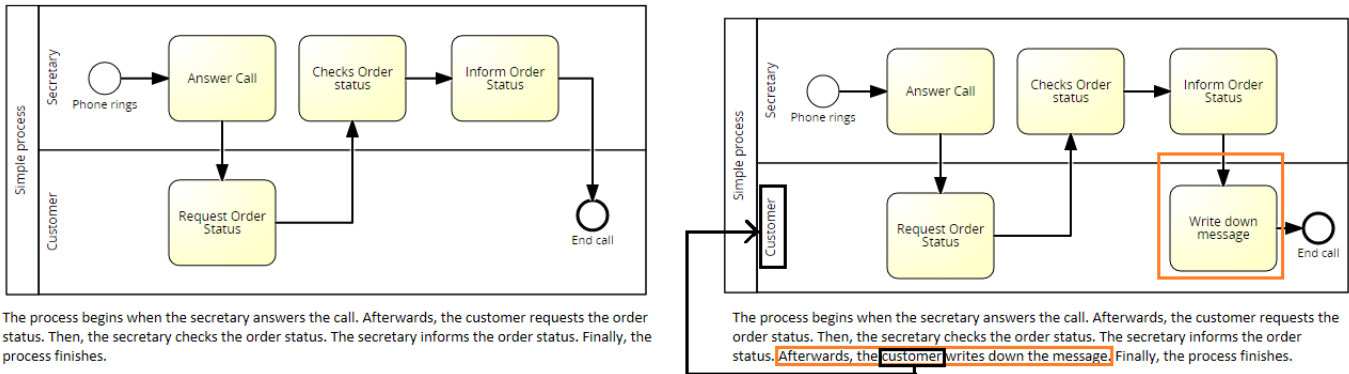 Simple process
Secretary
Phone rings
Answer Call
Checks Order
status
Inform Order
Status
Customer
Request Order
Status
End call
The process begins when the secretary answers the call. Afterwards, the customer requests the order
status. Then, the secretary checks the order status. The secretary informs the order status. Finally, the
process finishes.
Simple process
Secretary
Phone rings
Answer Call
Checks Order
status
Inform Order
Status
Customer
Request Order
Status
Write down
message
End call
The process begins when the secretary answers the call. Afterwards, the customer requests the
order status. Then, the secretary checks the order status. The secretary informs the order
status. Afterwards, the customer writes down the message. Finally, the process finishes.